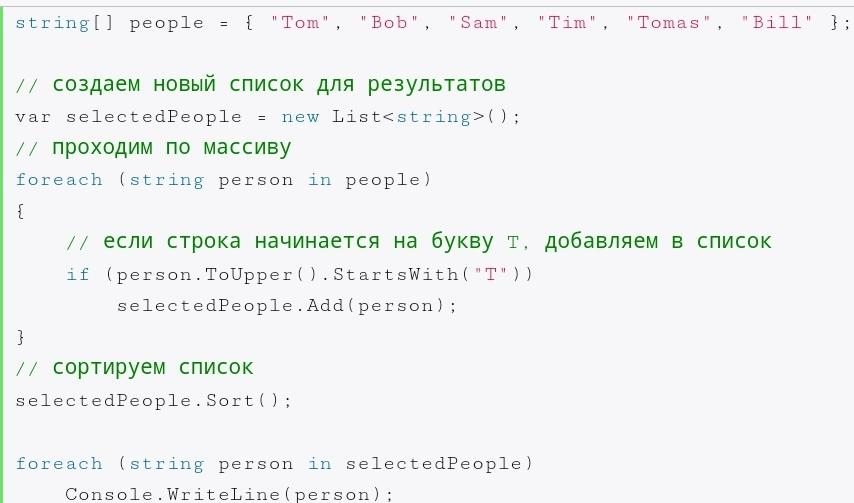 string[] people = { "Tom", "Bob", "Sam", "Tim", "Tomas", "Bill" };
// создаем новый список для результатов
var selectedPeople = new List<string>();
// проходим по массиву
foreach (string person in people)
{
    // если строка начинается на букву T, добавляем в список
    if (person.ToUpper().StartsWith("T"))
        selectedPeople.Add(person);
}
// сортируем список
selectedPeople.Sort();
foreach (string person in selectedPeople)
    Console.WriteLine(person);